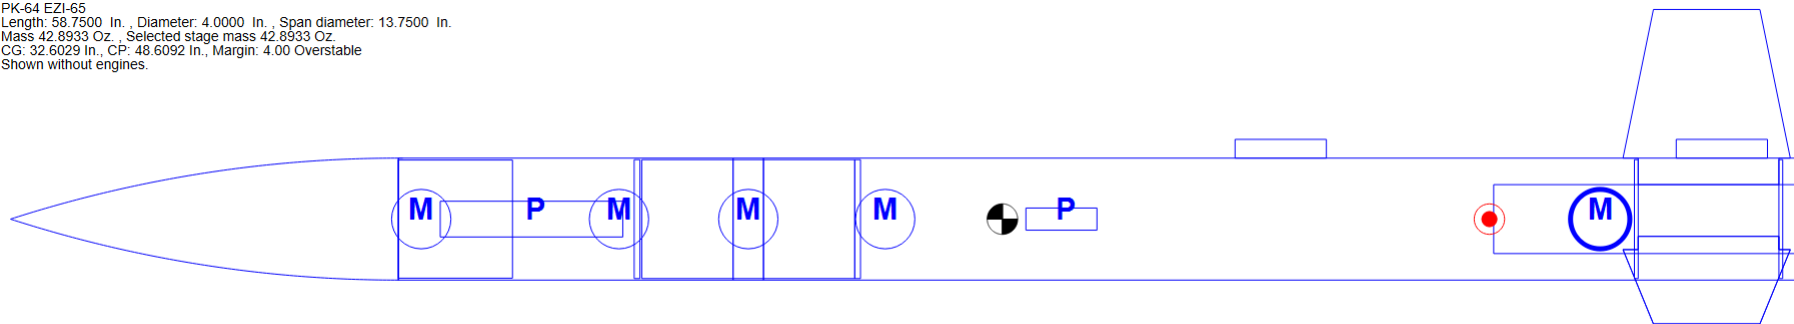 PK-64 EZI-65
Length: 58.7500 In. , Diameter: 4.0000 In. , Span diameter: 13.7500 In.
Mass 42.8933 Oz. , Selected stage mass 42.8933 Oz.
CG: 32.6029 In., CP: 48.6092 In., Margin: 4.00 Overstable
Shown without engines.
M P M M M P M